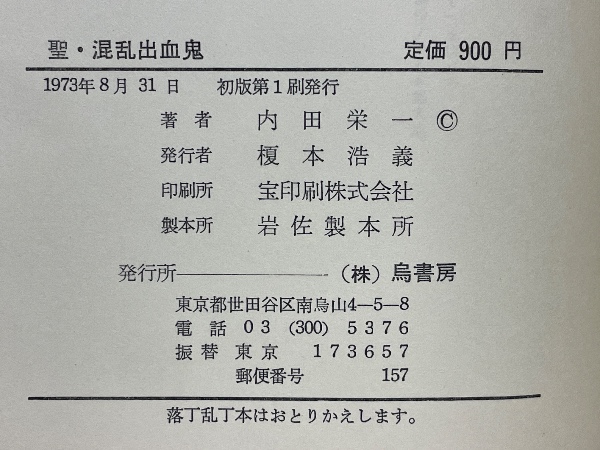 聖・混乱出血鬼 定価 900 円
1973年8月 31 日 初版第1刷発行
著者 内田栄一 Ⓒ
発行者 榎本浩義
印刷所 宝印刷株式会社
製本所 岩佐製本所
発行所――――――(株) 烏書房
東京都世田谷区南烏山4―5―8
電話 03 (300) 5376
振替 東京 173657
郵便番号 157
落丁乱丁本はおとりかえします。